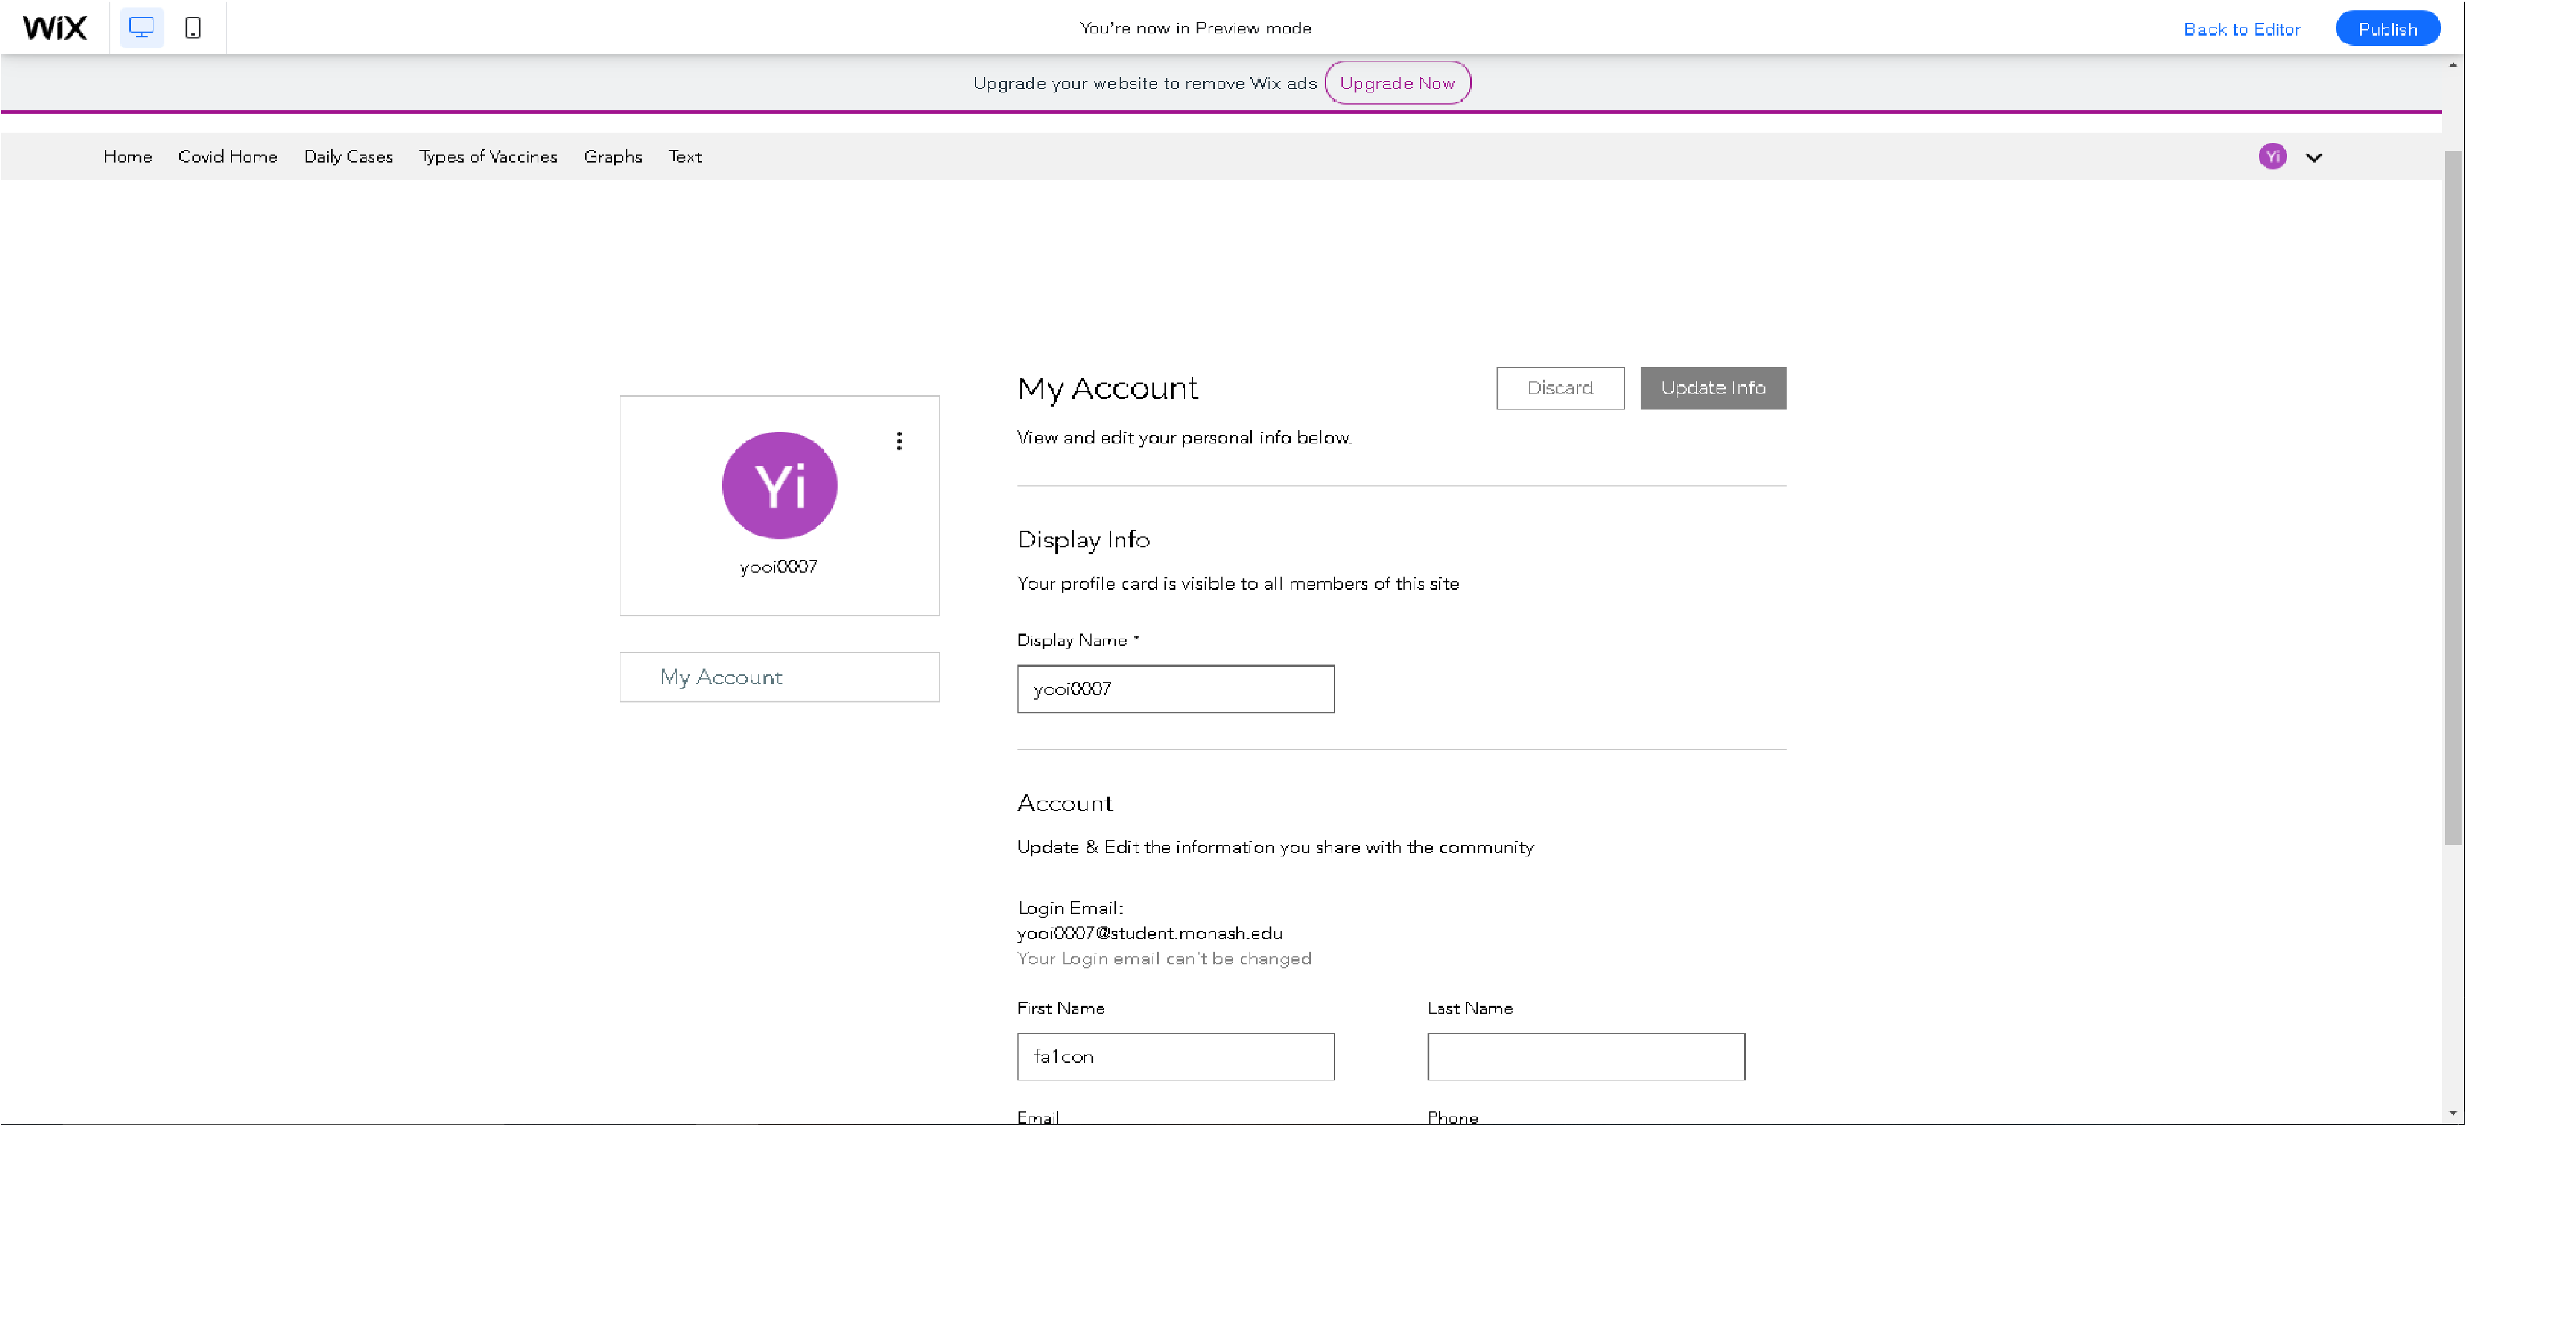 WiX
You're now in Preview mode
Back to Editor
Publish
Upgrade your website to remove Wix ads
Upgrade Now
Home Covid Home Daily Cases Types of Vaccines Graphs Text
Yi
My Account
Discard
Update Info
View and edit your personal info below.
Yi
yooi0007
My Account
Display Info
Your profile card is visible to all members of this site
Display Name *
yooi0007
Account
Update & Edit the information you share with the community
Login Email:
yooi0007@student.monash.edu
Your Login email can't be changed
First Name Last Name
fa1con
Email Phone